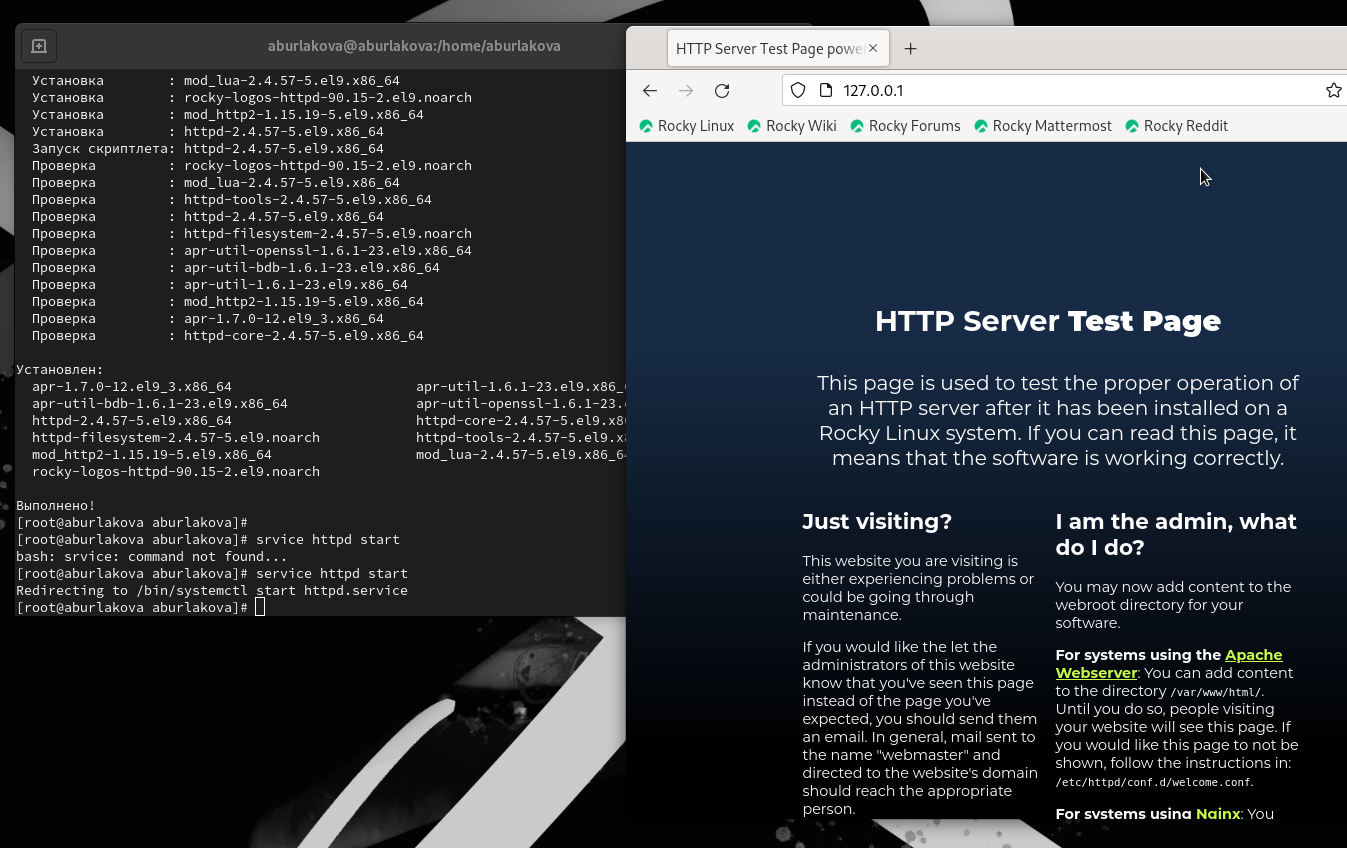 aburlakova@aburlakova:/home/aburlakova
Установка : mod_lua-2.4.57-5.el9.x86_64
Установка : rocky-logos-httpd-90.15-2.el9.noarch
Установка : mod_http2-1.15.19-5.el9.x86_64
Установка : httpd-2.4.57-5.el9.x86_64
Запуск скриптлета: httpd-2.4.57-5.el9.x86_64
Проверка : rocky-logos-httpd-90.15-2.el9.noarch
Проверка : mod_lua-2.4.57-5.el9.x86_64
Проверка : httpd-tools-2.4.57-5.el9.x86_64
Проверка : httpd-2.4.57-5.el9.x86_64
Проверка : httpd-filesystem-2.4.57-5.el9.noarch
Проверка : apr-util-openssl-1.6.1-23.el9.x86_64
Проверка : apr-util-bdb-1.6.1-23.el9.x86_64
Проверка : apr-util-1.6.1-23.el9.x86_64
Проверка : mod_http2-1.15.19-5.el9.x86_64
Проверка : apr-1.7.0-12.el9_3.x86_64
Проверка : httpd-core-2.4.57-5.el9.x86_64
Установлен:
apr-1.7.0-12.el9_3.x86_64 apr-util-1.6.1-23.el9.x86_
apr-util-bdb-1.6.1-23.el9.x86_64 apr-util-openssl-1.6.1-23.
httpd-2.4.57-5.el9.x86_64 httpd-core-2.4.57-5.el9.x8
httpd-filesystem-2.4.57-5.el9.noarch httpd-tools-2.4.57-5.el9.x
mod_http2-1.15.19-5.el9.x86_64 mod_lua-2.4.57-5.el9.x86_64
rocky-logos-httpd-90.15-2.el9.noarch
Выполнено!
[root@aburlakova aburlakova]#
[root@aburlakova aburlakova]# srvice httpd start
bash: srvice: command not found...
[root@aburlakova aburlakova]# service httpd start
Redirecting to /bin/systemctl start httpd.service
[root@aburlakova aburlakova]#
HTTP Server Test Page powe
127.0.0.1
Rocky Linux Rocky Wiki Rocky Forums Rocky Mattermost Rocky Reddit
HTTP Server Test Page
This page is used to test the proper operation of
an HTTP server after it has been installed on a
Rocky Linux system. If you can read this page, it
means that the software is working correctly.
Just visiting?
This website you are visiting is
either experiencing problems or
could be going through
maintenance.
If you would like the let the
administrators of this website
know that you've seen this page
instead of the page you've
expected, you should send them
an email. In general, mail sent to
the name "webmaster" and
directed to the website's domain
should reach the appropriate
person.
I am the admin, what
do I do?
You may now add content to the
webroot directory for your
software.
For systems using the Apache
Webserver: You can add content
to the directory /var/www/html/.
Until you do so, people visiting
your website will see this page. If
you would like this page to not be
shown, follow the instructions in:
/etc/httpd/conf.d/welcome.conf.
For systems using Nginx: You